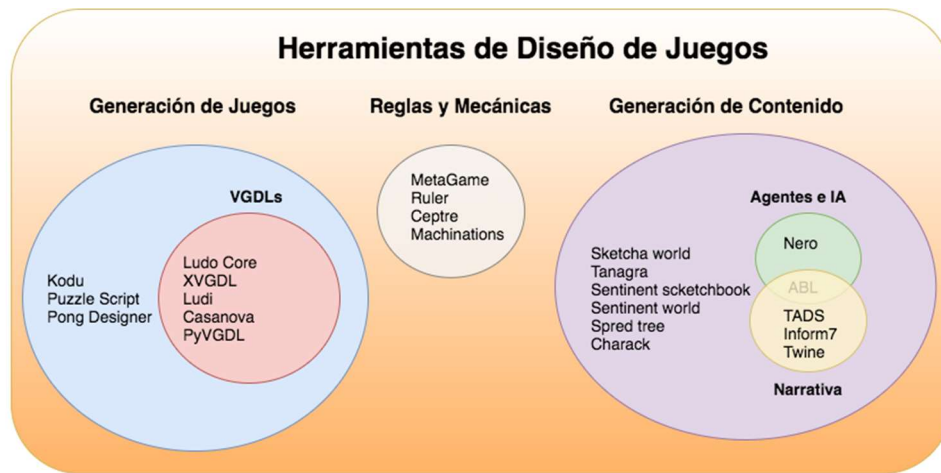 Herramientas de Diseño de Juegos
Generación de Juegos
Reglas y Mecánicas
Generación de Contenido
VGDLs
Kodu
Puzzle Script
Pong Designer
Ludo Core
XVGDL
Ludi
Casanova
PyVGDL
MetaGame
Ruler
Ceptre
Machinations
Sketcha world
Tanagra
Sentinent scketchbook
Sentinent world
Spred tree
Charack
Agentes e IA
Nero
ABL
TADS
Inform7
Twine
Narrativa